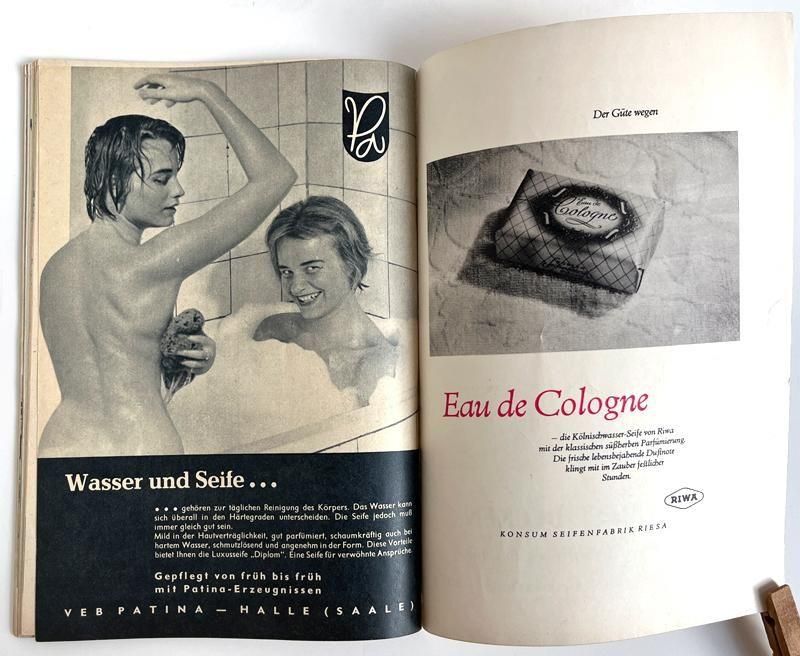 Pa
Wasser und Seife ...
... gehören zur täglichen Reinigung des Körpers. Das Wasser kann
sich überall in den Härtegraden unterscheiden. Die Seife jedoch muß
immer gleich gut sein.
Mild in der Hautverträglichkeit, gut parfümiert, schaumkräftig auch bei
hartem Wasser, schmutzlösend und angenehm in der Form. Diese Vorteile
bietet Ihnen die Luxusseife „Diplom". Eine Seife für verwöhnte Ansprüche.
Gepflegt von früh bis früh
mit Patina-Erzeugnissen
VEB PATINA — HALLE (SAALE)
Der Güte wegen
Eau de
Cologne
Eau de Cologne
— die Kölnischwasser-Seife von Riwa
mit der klassischen süßherben Parfümierung.
Die frische lebensbejahende Duftnote
klingt mit im Zauber festlicher
Stunden.
RIWA
KONSUM SEIFENFABRIK RIESA